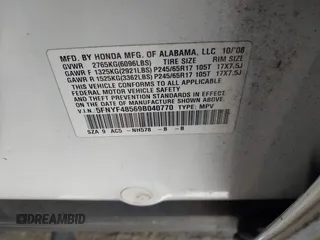 MFD. BY HONDA MFG. OF ALABAMA, LLC 10/08
GVWR 2765KG(6096LBS) TIRE SIZE RIM SIZE
GAWR F 1325KG(2921LBS) P245/65R17 105T 17X7.5J
GAWR R 1525KG(3362LBS) P245/65R17 105T 17X7.5J
THIS VEHICLE CONFORMS TO ALL APPLICABLE
FEDERAL MOTOR VEHICLE SAFETY AND THEFT
PREVENTION STANDARDS IN EFFECT ON THE
DATE OF MANUFACTURE SHOWN ABOVE.
V.I.N. 5FNYF48569B040770 TYPE: MPV
SZA 9 AC5 NH578 - B - B
DREAMBID